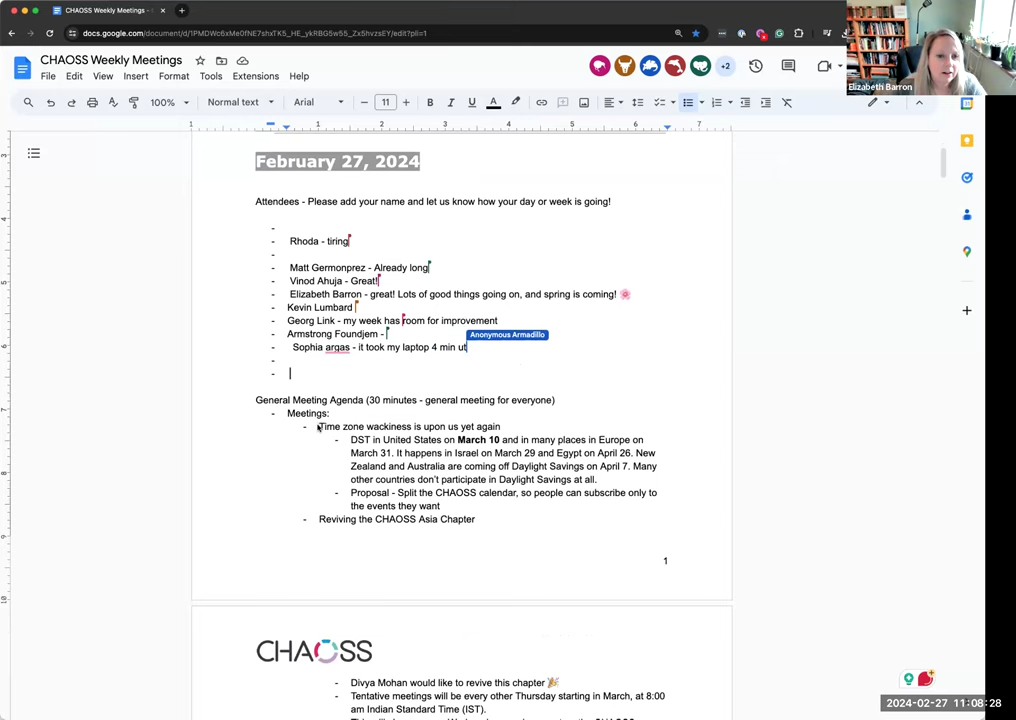 CHAOSS Weekly Meetings -
docs.google.com/document/d/1PMDWc6xMe0fNE7shxTK5_HE_ykRBG5w55_Zx5hvzsEY/edit?pli=1
CHAOSS Weekly Meetings
File Edit View Insert Format Tools Extensions Help
+2
Elizabeth Barron
100% Normal text Arial 11
1 1 2 3 4 5 6 7
February 27, 2024
Attendees - Please add your name and let us know how your day or week is going!
-
- Rhoda - tiring
-
- Matt Germonprez - Already long
- Vinod Ahuja - Great!
- Elizabeth Barron - great! Lots of good things going on, and spring is coming! 🌸
- Kevin Lumbard
- Georg Link - my week has room for improvement
- Armstrong Foundjem -
Anonymous Armadillo
- Sophia argas - it took my laptop 4 min ut
-
-
General Meeting Agenda (30 minutes - general meeting for everyone)
- Meetings:
- Time zone wackiness is upon us yet again
- DST in United States on March 10 and in many places in Europe on
March 31. It happens in Israel on March 29 and Egypt on April 26. New
Zealand and Australia are coming off Daylight Savings on April 7. Many
other countries don't participate in Daylight Savings at all.
- Proposal - Split the CHAOSS calendar, so people can subscribe only to
the events they want
- Reviving the CHAOSS Asia Chapter
1
CHAOSS
- Divya Mohan would like to revive this chapter 🎉
- Tentative meetings will be every other Thursday starting in March, at 8:00
am Indian Standard Time (IST).
2024-02-27 11:08:28